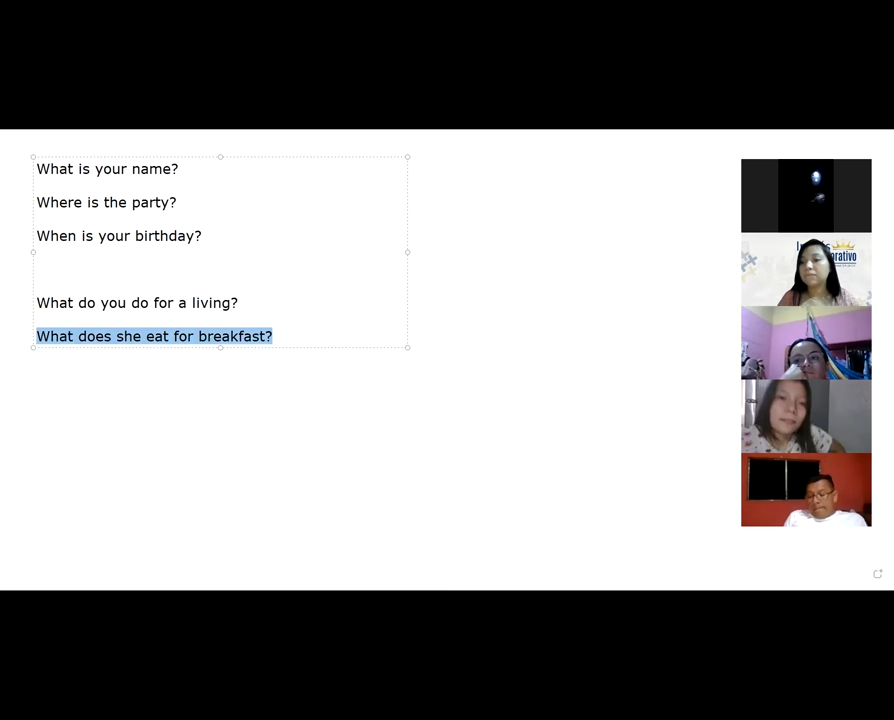 What is your name?
Where is the party?
When is your birthday?
What do you do for a living?
What does she eat for breakfast?